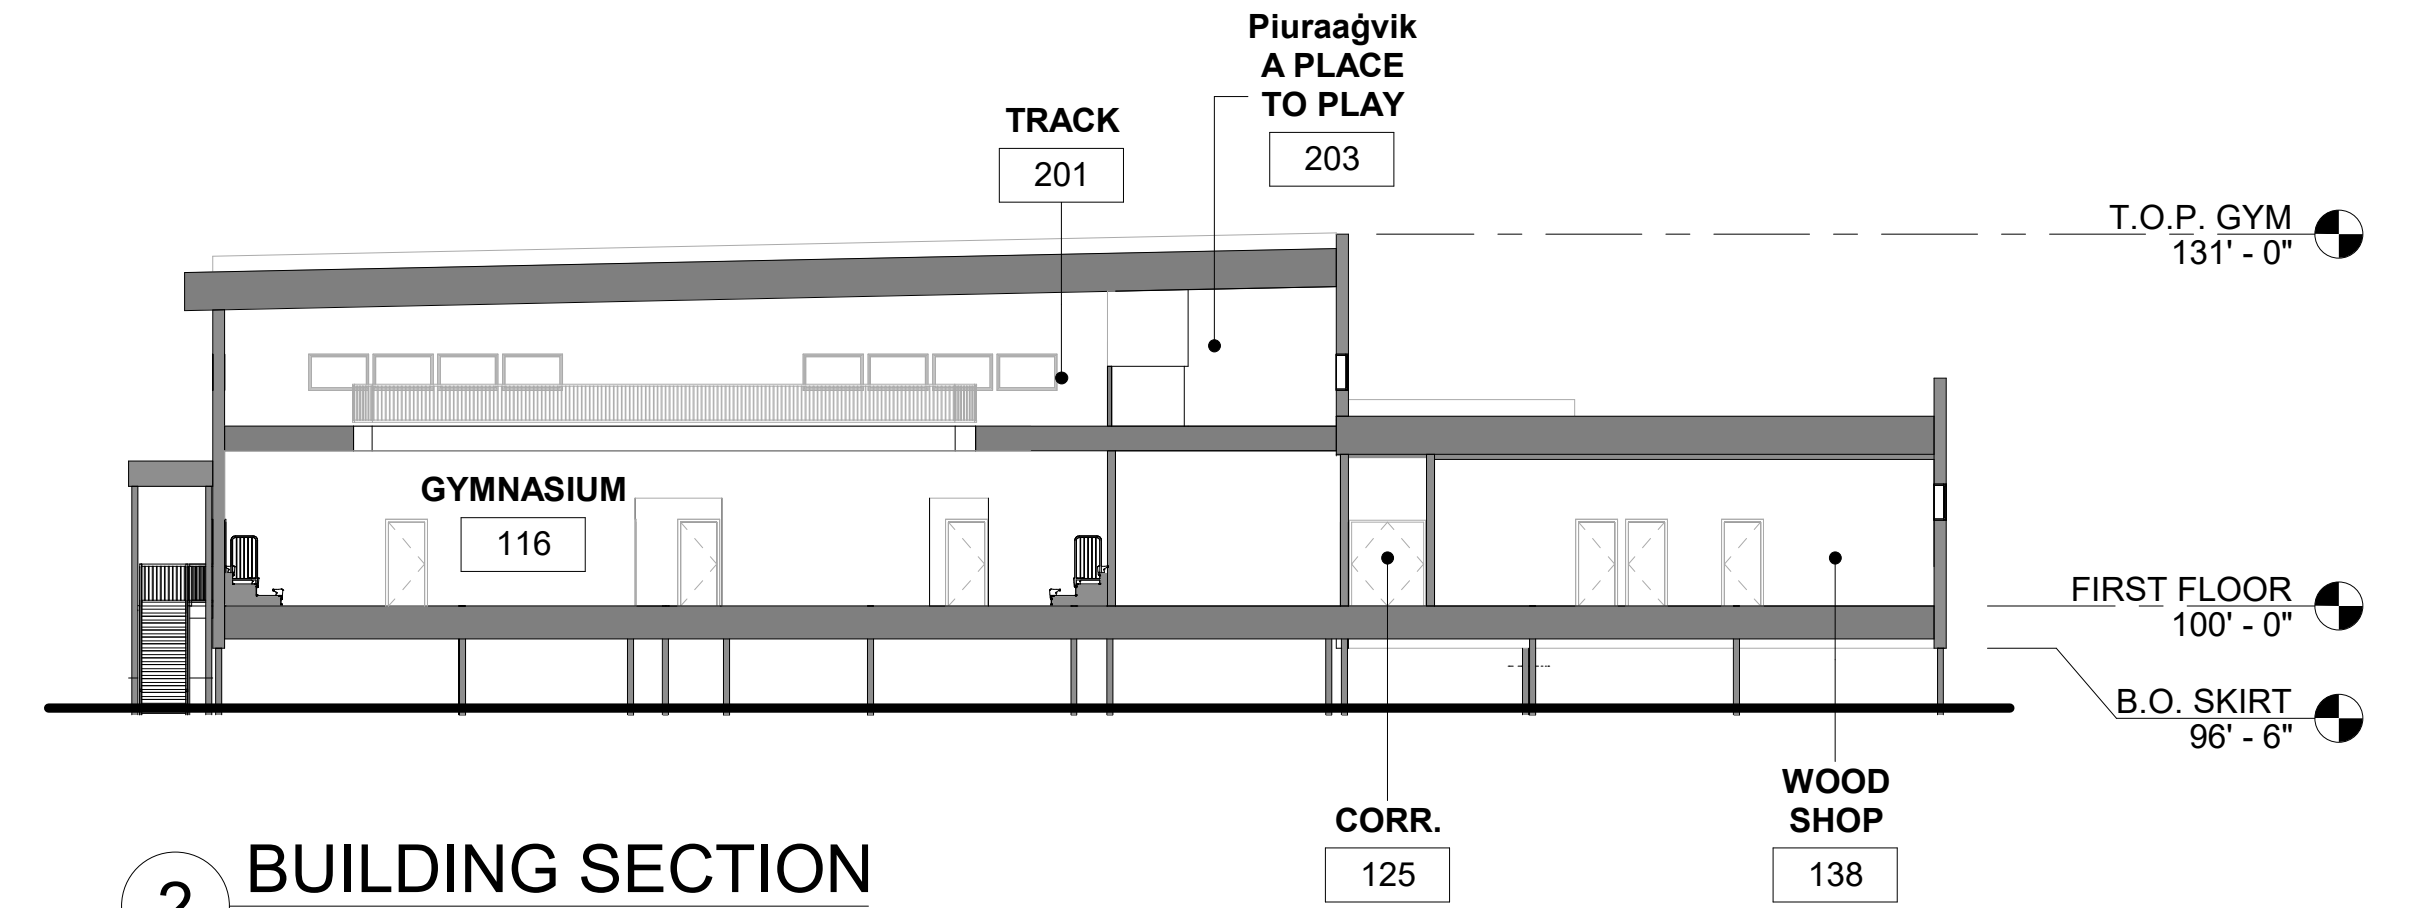 Piuraaġvik
A PLACE
TO PLAY
203
TRACK
201
T.O.P. GYM
131' - 0"
GYMNASIUM
116
FIRST FLOOR
100' - 0"
B.O. SKIRT
96' - 6"
WOOD
SHOP
138
CORR.
125
2
BUILDING SECTION